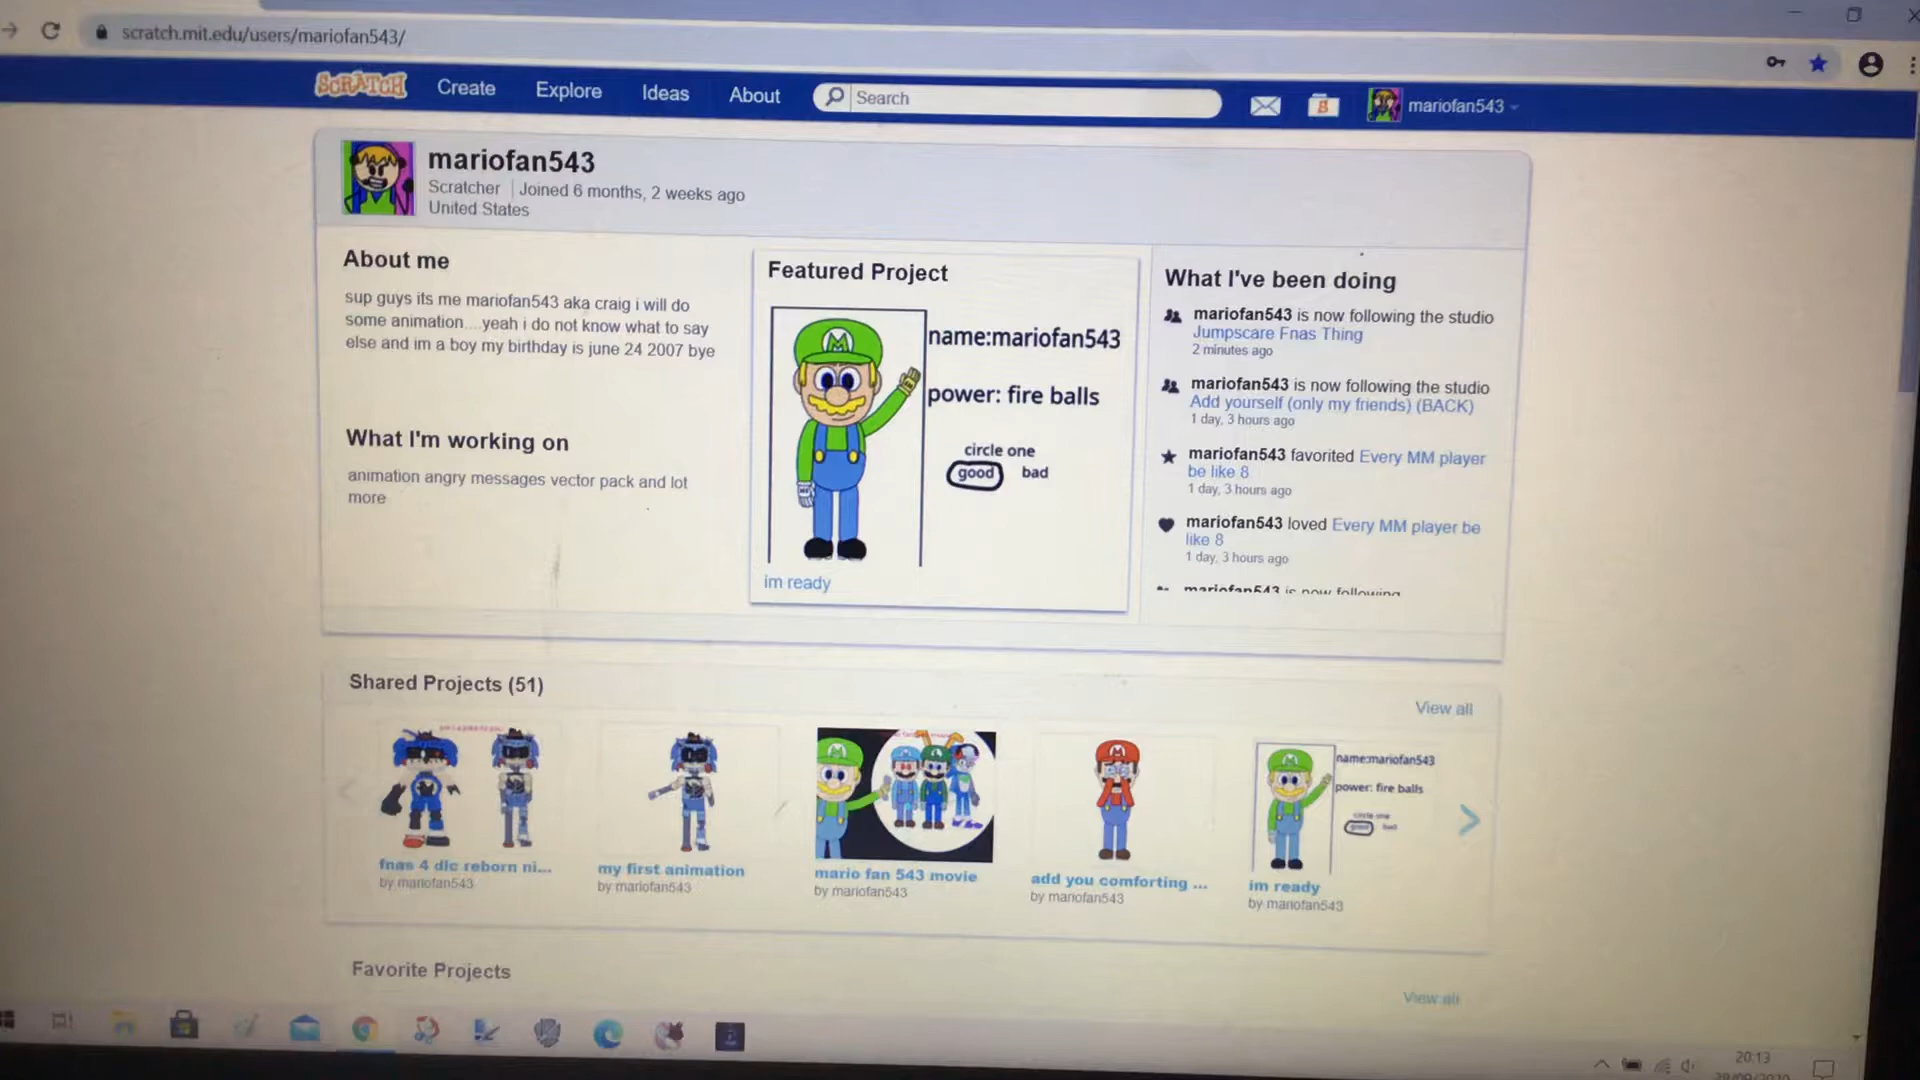 scratch.mit.edu/users/mariofan543/
SCRATCH Create Explore Ideas About Search mariofan543
mariofan543
Scratcher Joined 6 months, 2 weeks ago
United States
About me
sup guys its me mariofan543 aka craig i will do
some animation....yeah i do not know what to say
else and im a boy my birthday is june 24 2007 bye
What I'm working on
animation angry messages vector pack and lot
more
Featured Project
name:mariofan543
power: fire balls
circle one
good bad
im ready
What I've been doing
mariofan543 is now following the studio
Jumpscare Fnas Thing
2 minutes ago
mariofan543 is now following the studio
Add yourself (only my friends) (BACK)
1 day, 3 hours ago
mariofan543 favorited Every MM player
be like 8
1 day, 3 hours ago
mariofan543 loved Every MM player be
like 8
1 day, 3 hours ago
mariofan543 is now following
Shared Projects (51)
View all
name:mariofan543
power: fire balls
circle one
good bad
fnas 4 dlc reborn ni...
by mariofan543
my first animation
by mariofan543
mario fan 543 movie
by mariofan543
add you comforting ...
by mariofan543
im ready
by mariofan543
Favorite Projects
View all
20:13